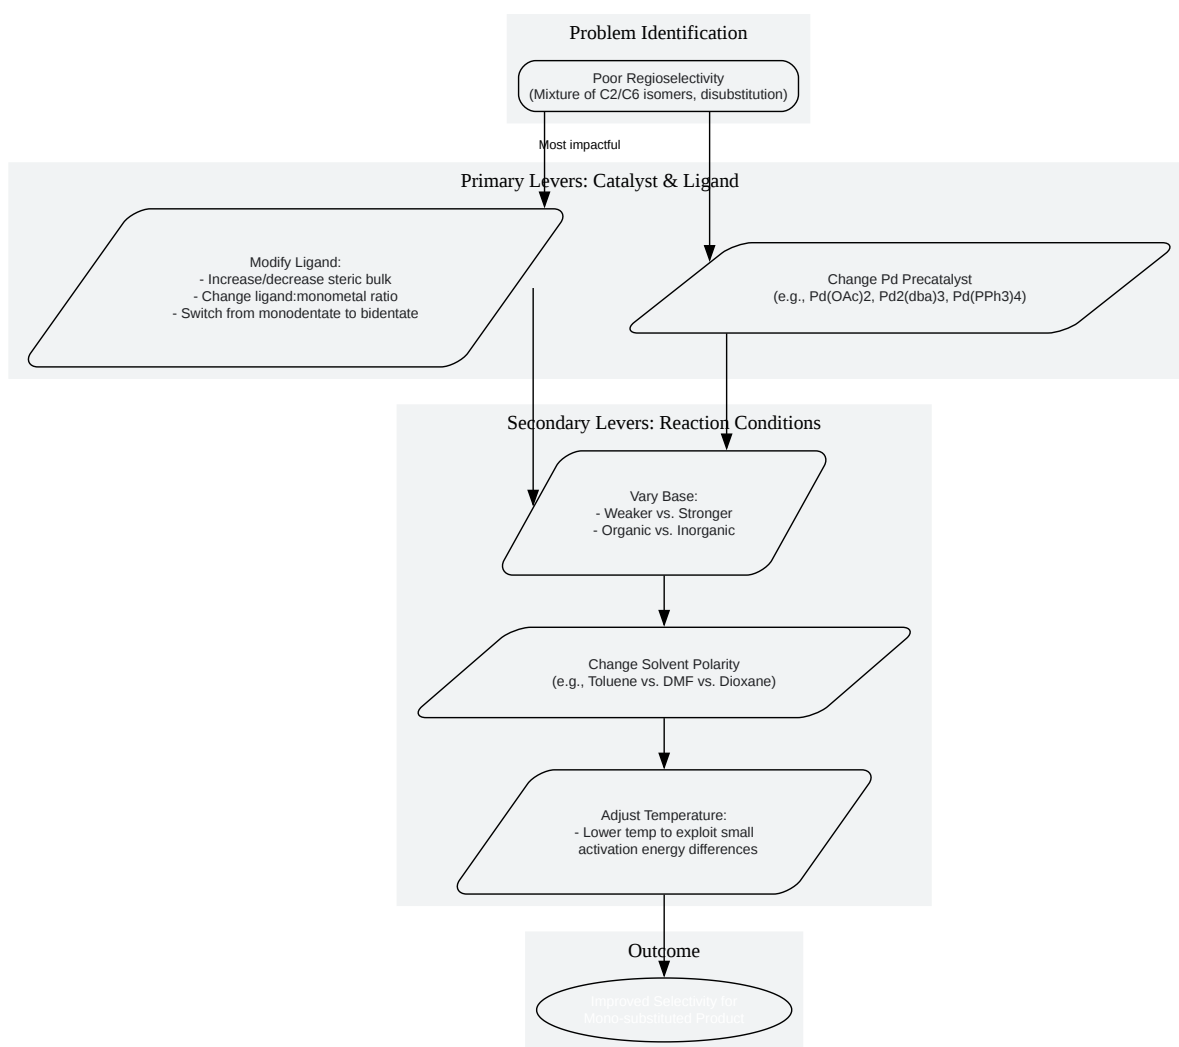 Problem Identification
Poor Regioselectivity
(Mixture of C2/C6 isomers, disubstitution)
Most impactful
Primary Levers: Catalyst & Ligand
Modify Ligand:
- Increase/decrease steric bulk
- Change ligand:monometal ratio
- Switch from monodentate to bidentate
Change Pd Precatalyst
(e.g., Pd(OAc)2, Pd2(dba)3, Pd(PPh3)4)
Secondary Levers: Reaction Conditions
Vary Base:
- Weaker vs. Stronger
- Organic vs. Inorganic
Change Solvent Polarity
(e.g., Toluene vs. DMF vs. Dioxane)
Adjust Temperature:
- Lower temp to exploit small
activation energy differences
Outcome
Improved Selectivity for
Mono-substituted Product